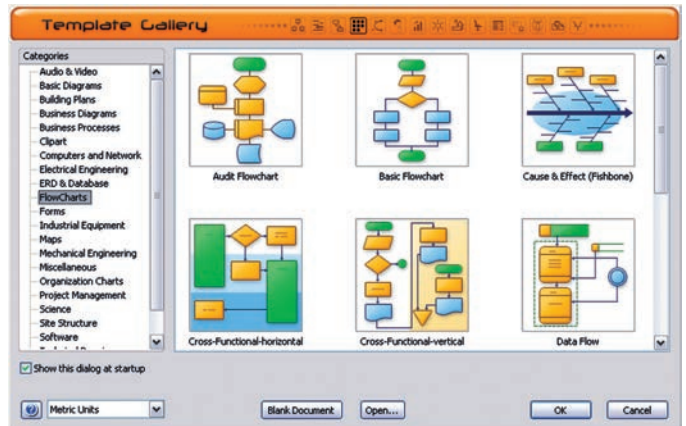 Template Gallery
Categories
Audio & Video
Basic Diagrams
Building Plans
Business Diagrams
Business Processes
Clipart
Computers and Network
Electrical Engineering
ERD & Database
FlowCharts
Forms
Industrial Equipment
Maps
Mechanical Engineering
Miscellaneous
Organization Charts
Project Management
Science
Site Structure
Software
Audit Flowchart
Basic Flowchart
Cause & Effect (Fishbone)
Cross-Functional-horizontal
Cross-Functional-vertical
Data Flow
Show this dialog at startup
Metric Units
Blank Document
Open...
OK
Cancel